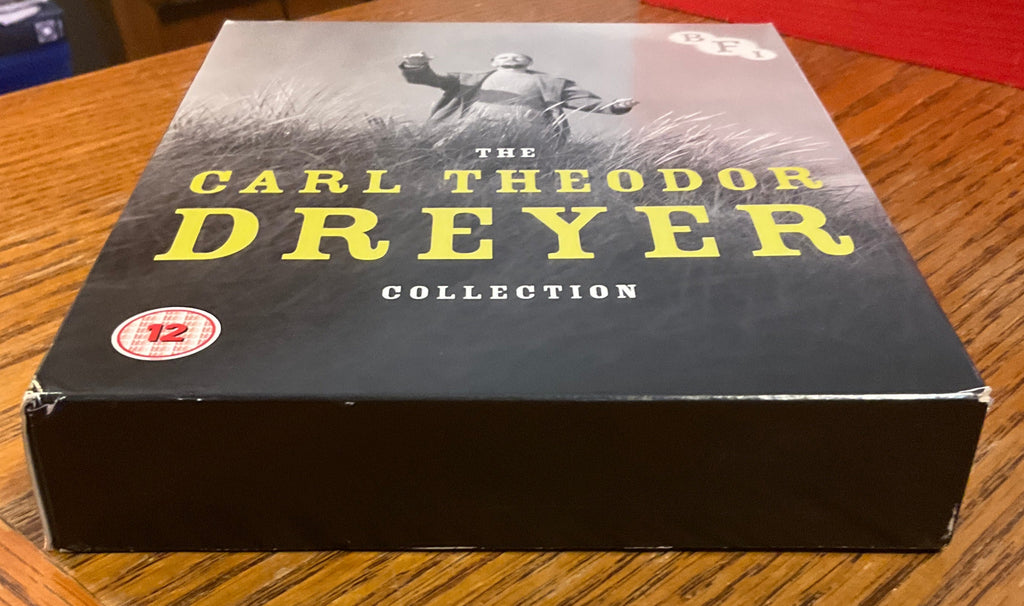 BFI
THE
CARL THEODOR
DREYER
COLLECTION
12